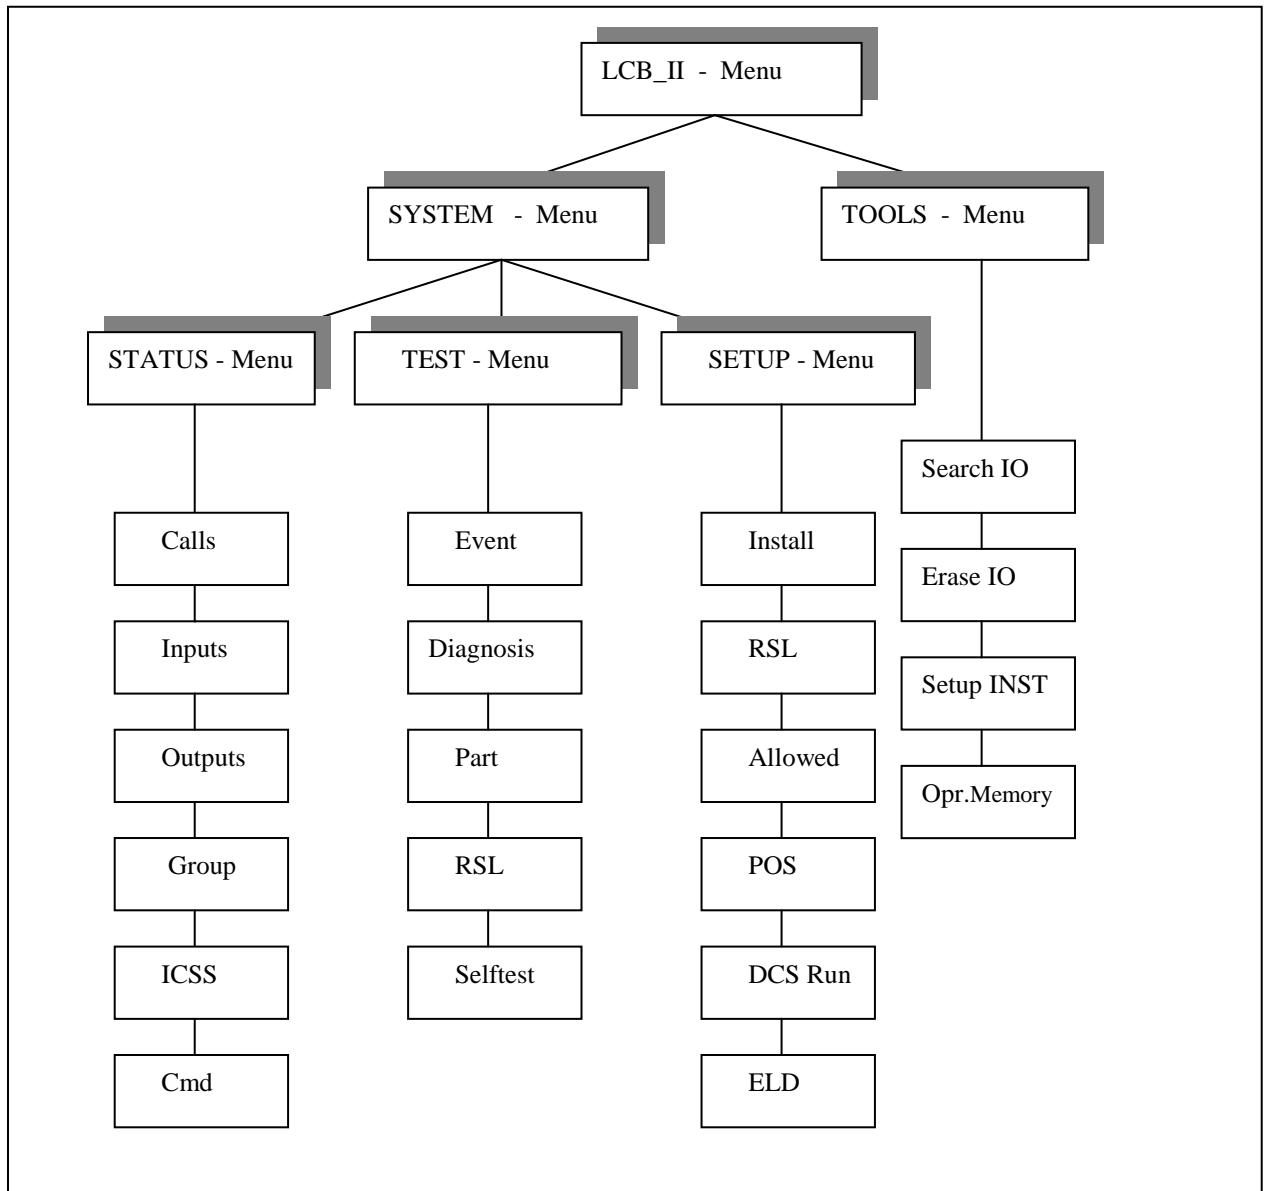 LCB_II - Menu
SYSTEM - Menu
TOOLS - Menu
STATUS - Menu
TEST - Menu
SETUP - Menu
Calls
Inputs
Outputs
Group
ICSS
Cmd
Event
Diagnosis
Part
RSL
Selftest
Install
RSL
Allowed
POS
DCS Run
ELD
Search IO
Erase IO
Setup INST
Opr.Memory